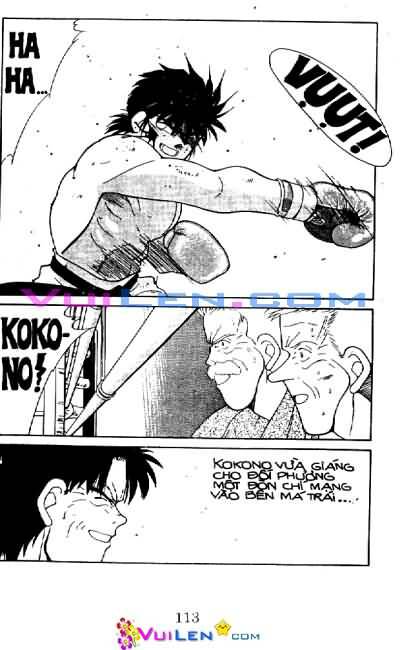 HA
HA...
VỤỤT!
VUILEN.COM
KOKO-
NO!
KOKONO VỪA GIÁNG
CHO ĐỐI PHƯƠNG
MỘT ĐÒN CHÍ MẠNG
VÀO BÊN MÁ TRÁI...
113
VUILEN.COM